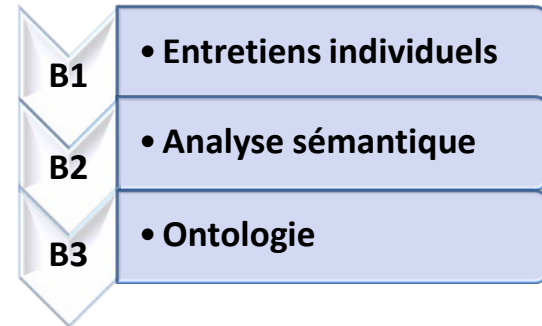 B1
• Entretiens individuels
B2
• Analyse sémantique
B3
• Ontologie